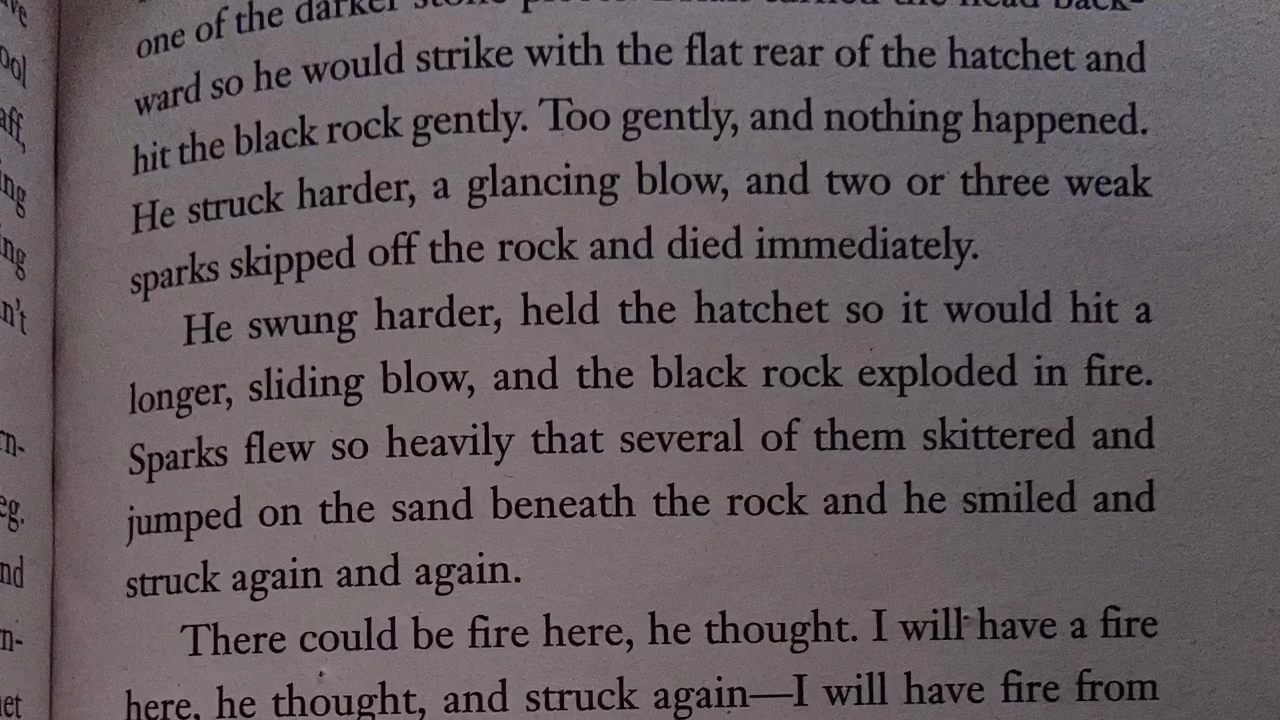 one of the darker stone
ward so he would strike with the flat rear of the hatchet and
hit the black rock gently. Too gently, and nothing happened.
He struck harder, a glancing blow, and two or three weak
sparks skipped off the rock and died immediately.
He swung harder, held the hatchet so it would hit a
longer, sliding blow, and the black rock exploded in fire.
Sparks flew so heavily that several of them skittered and
jumped on the sand beneath the rock and he smiled and
struck again and again.
There could be fire here, he thought. I will have a fire
here, he thought, and struck again—I will have fire from